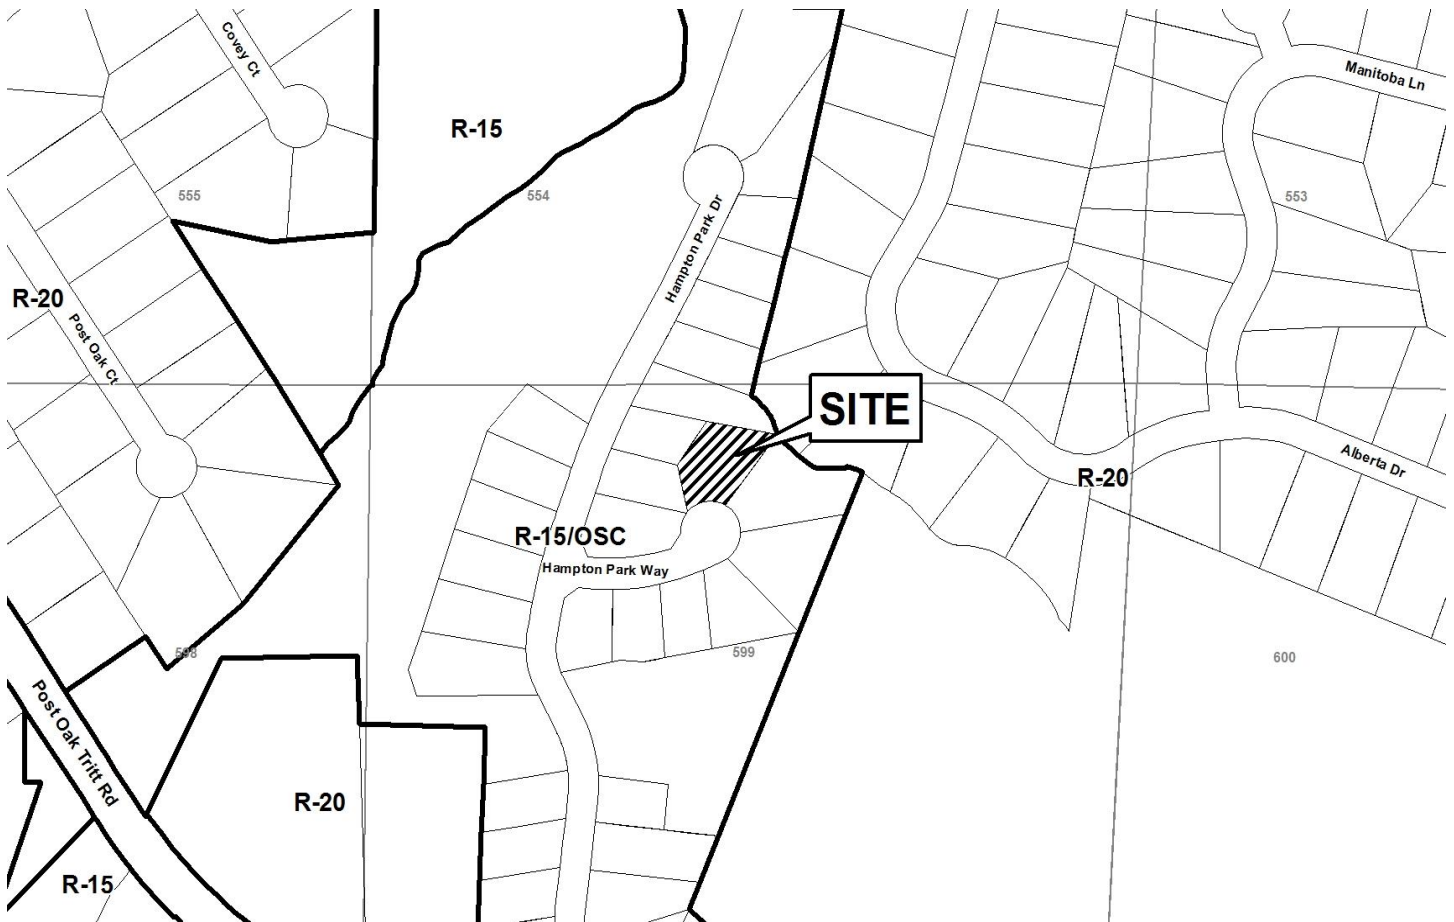 Covey Ct
Manitoba Ln
R-15
555
554
553
Hampton Park Dr
R-20
Post Oak Ct
SITE
Alberta Dr
R-20
R-15/OSC
Hampton Park Way
598
599
600
Post Oak Tritt Rd
R-20
R-15